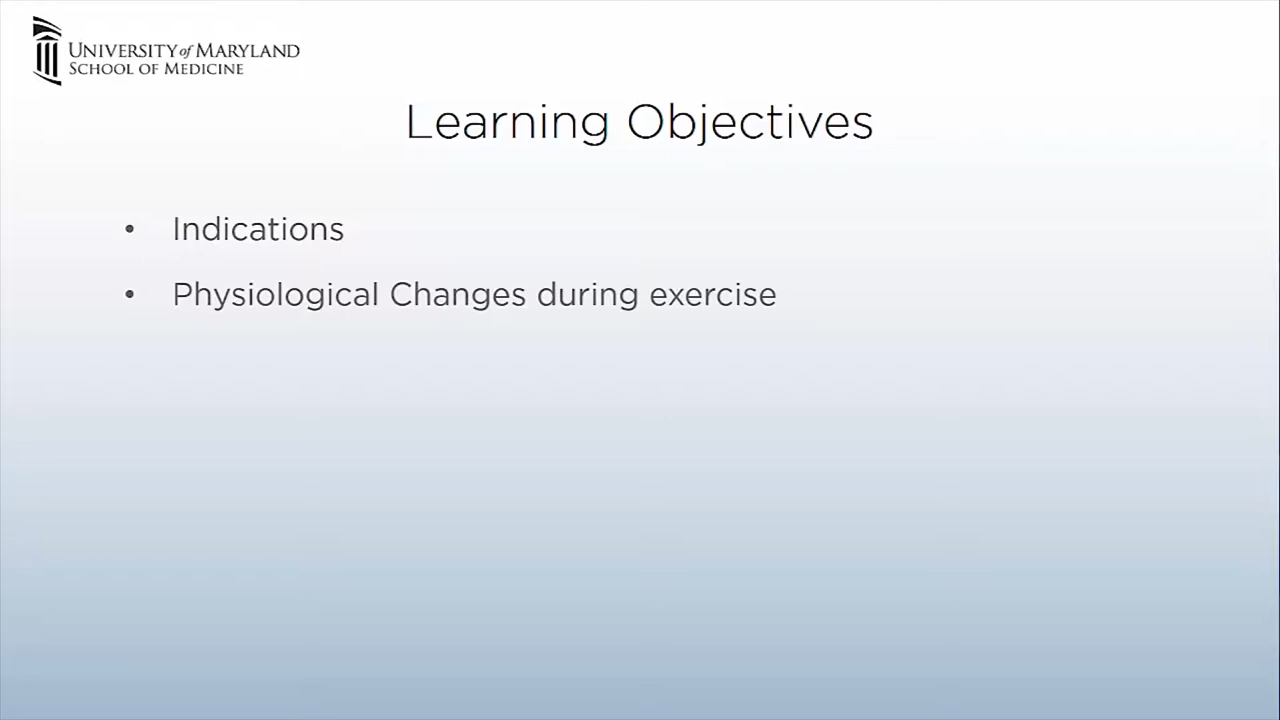 UNIVERSITY of MARYLAND
SCHOOL OF MEDICINE
Learning Objectives
• Indications
• Physiological Changes during exercise